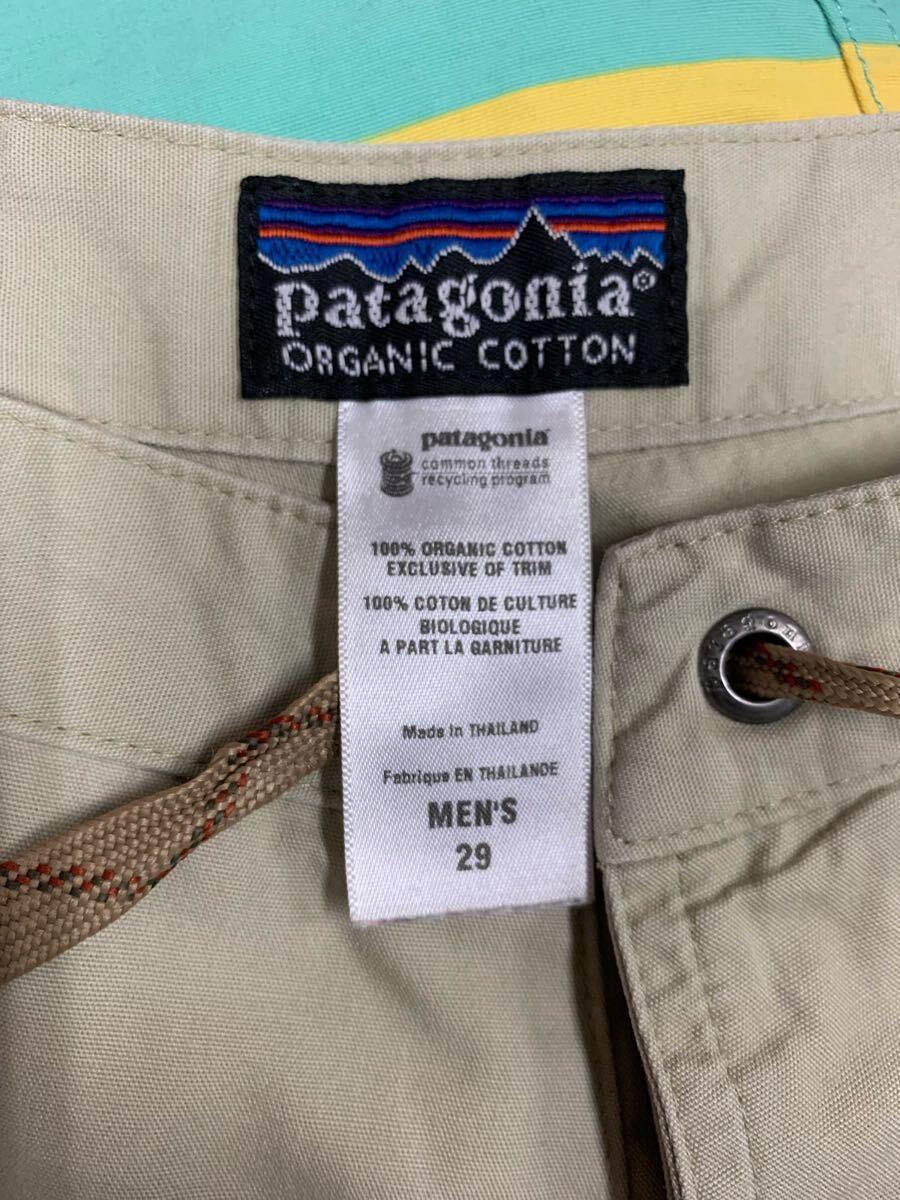 patagonia®
ORGANIC COTTON
patagonia
common threads
recycling program
100% ORGANIC COTTON
EXCLUSIVE OF TRIM
100% COTON DE CULTURE
BIOLOGIQUE
A PART LA GARNITURE
Made in THAILAND
Fabrique EN THAILANDE
MEN'S
29
patagonia